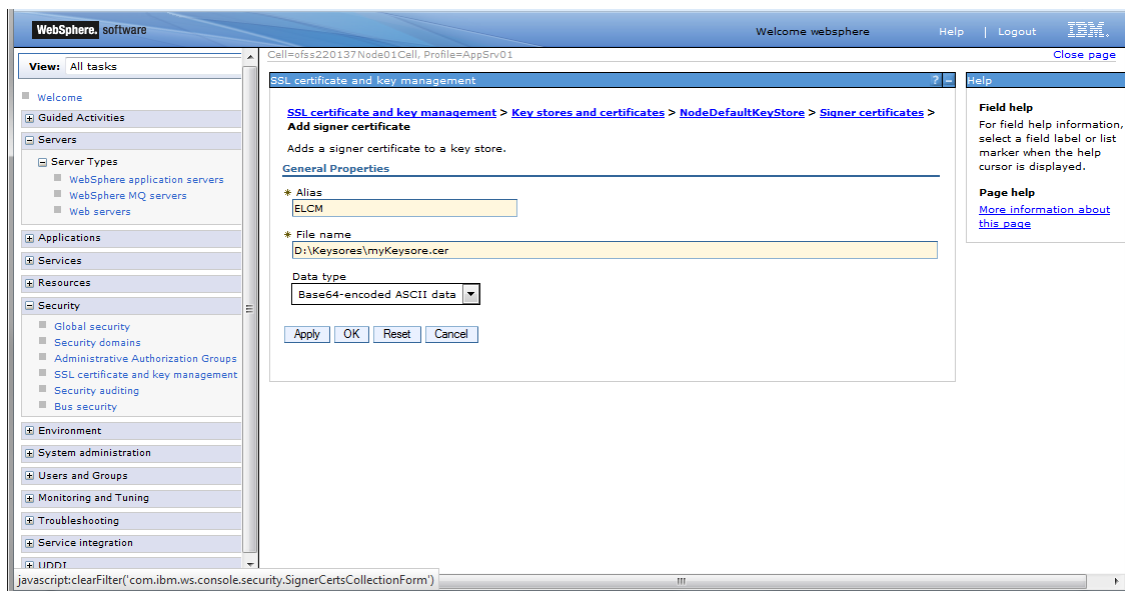 WebSphere. software
Welcome websphere
Help | Logout
IBM.
View: All tasks
Cell=ofss220137Node01Cell, Profile=AppSrv01
Close page
Welcome
Guided Activities
Servers
Server Types
WebSphere application servers
WebSphere MQ servers
Web servers
Applications
Services
Resources
Security
Global security
Security domains
Administrative Authorization Groups
SSL certificate and key management
Security auditing
Bus security
Environment
System administration
Users and Groups
Monitoring and Tuning
Troubleshooting
Service integration
UDDI
SSL certificate and key management
? –
SSL certificate and key management > Key stores and certificates > NodeDefaultKeyStore > Signer certificates >
Add signer certificate
Adds a signer certificate to a key store.
General Properties
* Alias
ELCM
* File name
D:\Keysores\myKeysore.cer
Data type
Base64-encoded ASCII data
Apply OK Reset Cancel
Help
Field help
For field help information,
select a field label or list
marker when the help
cursor is displayed.
Page help
More information about
this page
javascript:clearFilter('com.ibm.ws.console.security.SignerCertsCollectionForm')